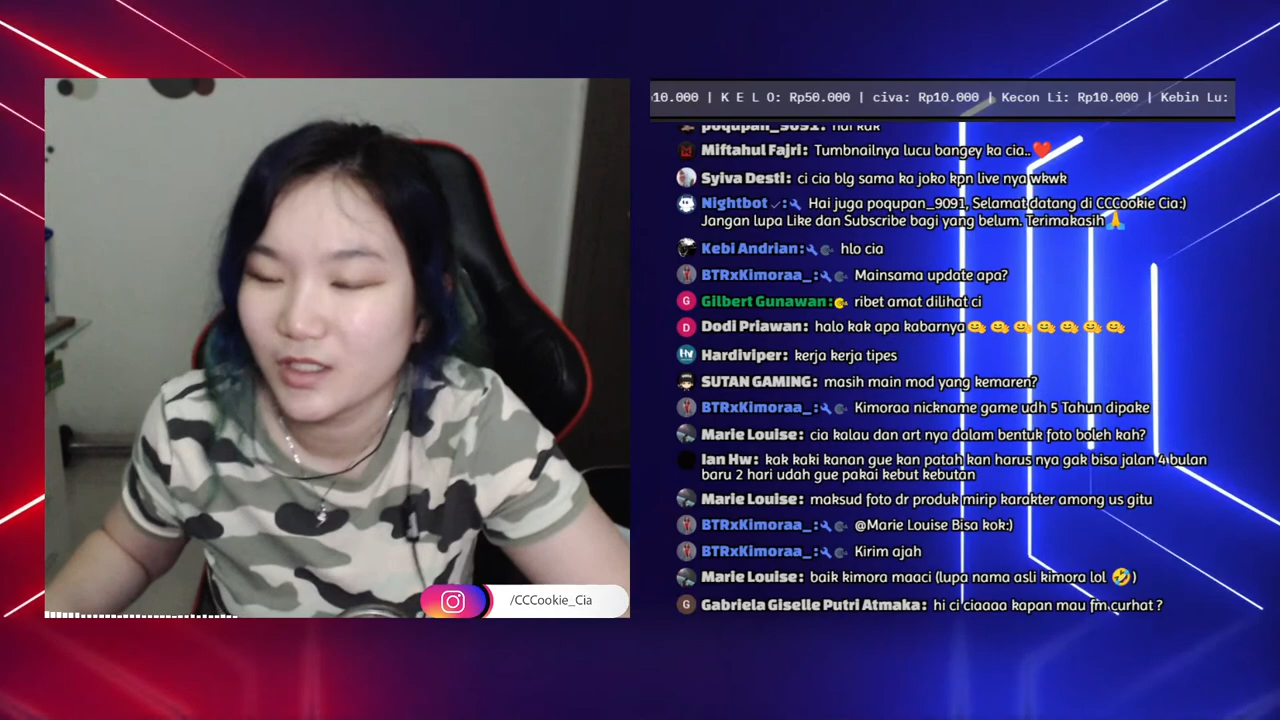 10.000 | K E L O: Rp50.000 | civa: Rp10.000 | Kecon Li: Rp10.000 | Kebin Lu:
poqupan_9091: hai kak
Miftahul Fajri: Tumbnailnya lucu bangey ka cia..❤️
Syiva Desti: ci cia blg sama ka joko kpn live nya wkwk
Nightbot ✓: Hai juga poqupan_9091, Selamat datang di CCCookie Cia:)
Jangan lupa Like dan Subscribe bagi yang belum. Terimakasih 🙏
Kebi Andrian: hlo cia
BTRxKimoraa_: Mainsama update apa?
G Gilbert Gunawan: ribet amat dilihat ci
D Dodi Priawan: halo kak apa kabarnya🤗 🤗 🤗 🤗 🤗 🤗 🤗
HV Hardiviper: kerja kerja tipes
SUTAN GAMING: masih main mod yang kemaren?
BTRxKimoraa_: Kimoraa nickname game udh 5 Tahun dipake
Marie Louise: cia kalau dan art nya dalam bentuk foto boleh kah?
Ian Hw: kak kaki kanan gue kan patah kan harus nya gak bisa jalan 4 bulan
baru 2 hari udah gue pakai kebut kebutan
Marie Louise: maksud foto dr produk mirip karakter among us gitu
BTRxKimoraa_: @Marie Louise Bisa kok:)
BTRxKimoraa_: Kirim ajah
Marie Louise: baik kimora maaci (lupa nama asli kimora lol 🤣)
G Gabriela Giselle Putri Atmaka: hi ci ciaaaa kapan mau fm curhat ?
/CCCookie_Cia